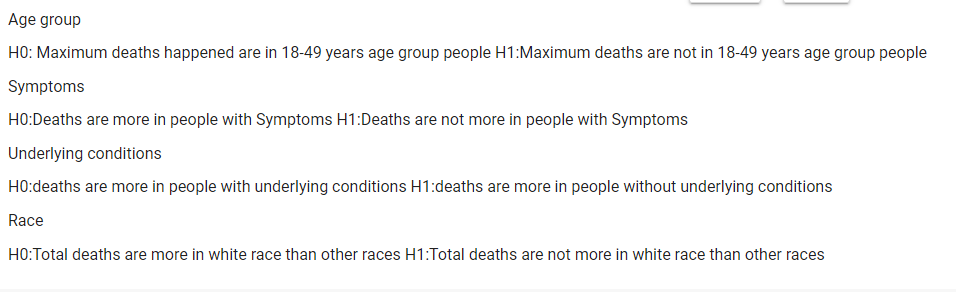 Age group
H0: Maximum deaths happened are in 18-49 years age group people H1:Maximum deaths are not in 18-49 years age group people
Symptoms
H0:Deaths are more in people with Symptoms H1:Deaths are not more in people with Symptoms
Underlying conditions
H0:deaths are more in people with underlying conditions H1:deaths are more in people without underlying conditions
Race
H0:Total deaths are more in white race than other races H1:Total deaths are not more in white race than other races